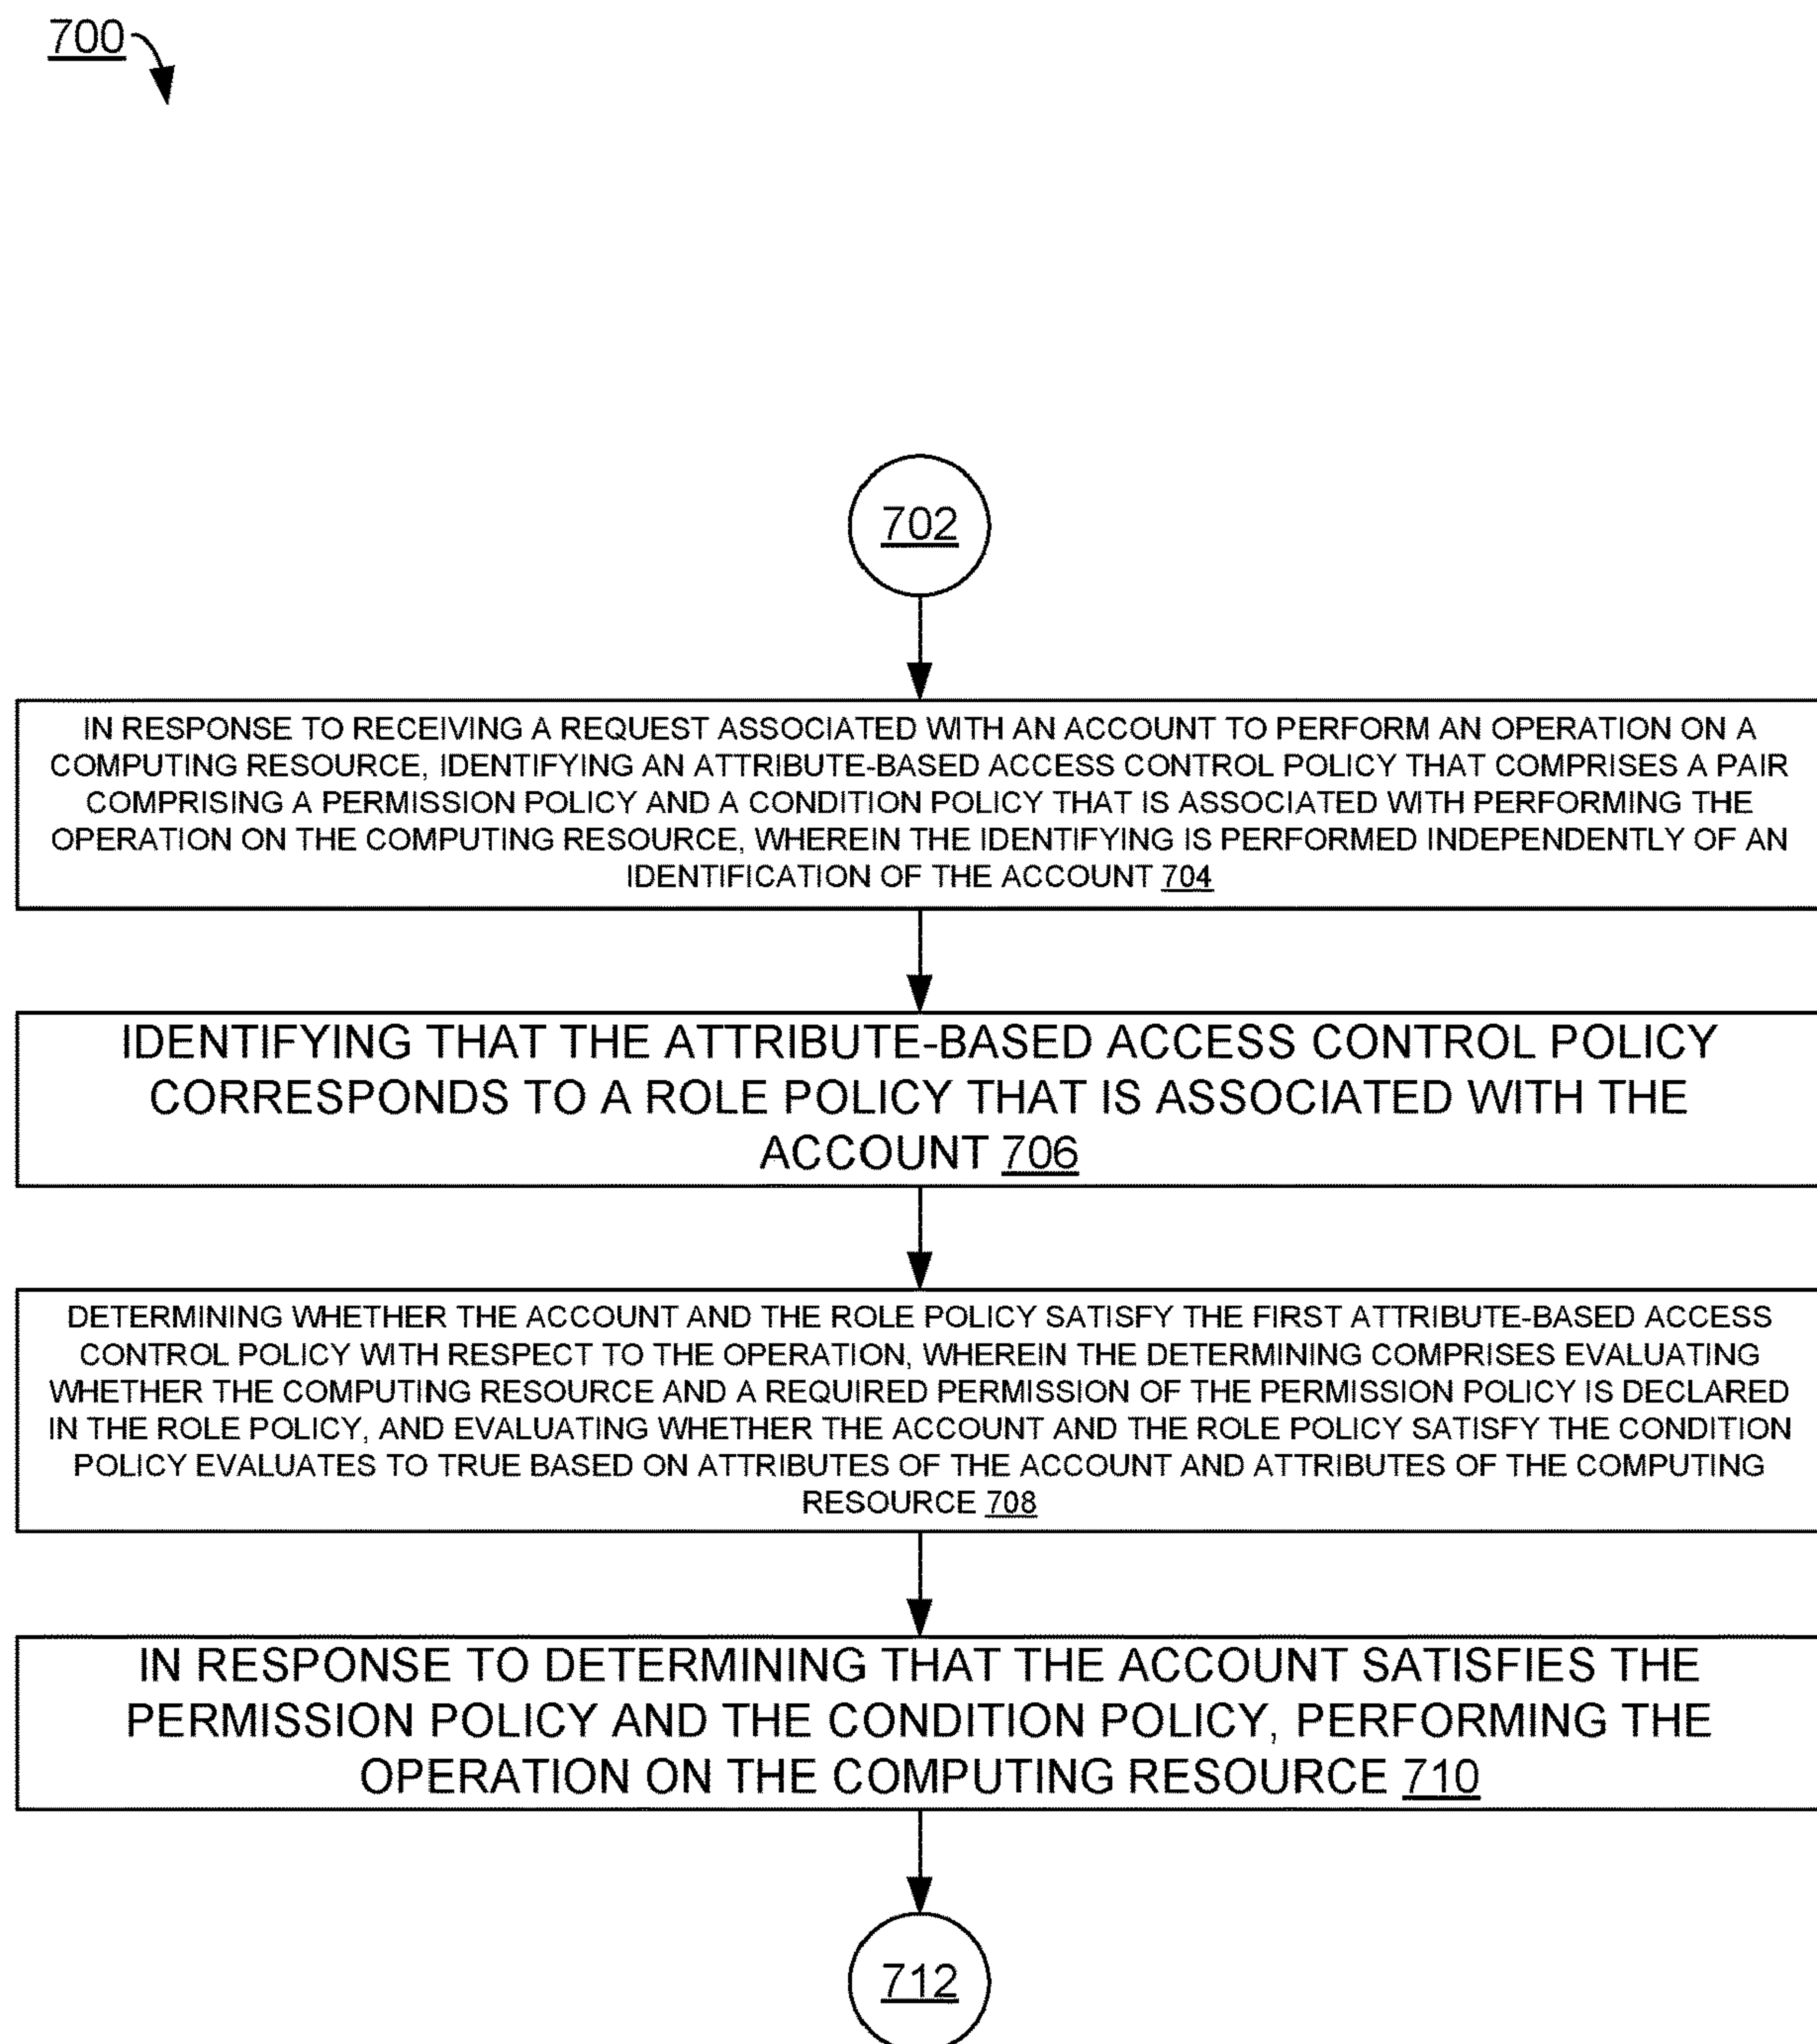 700
702
IN RESPONSE TO RECEIVING A REQUEST ASSOCIATED WITH AN ACCOUNT TO PERFORM AN OPERATION ON A
COMPUTING RESOURCE, IDENTIFYING AN ATTRIBUTE-BASED ACCESS CONTROL POLICY THAT COMPRISES A PAIR
COMPRISING A PERMISSION POLICY AND A CONDITION POLICY THAT IS ASSOCIATED WITH PERFORMING THE
OPERATION ON THE COMPUTING RESOURCE, WHEREIN THE IDENTIFYING IS PERFORMED INDEPENDENTLY OF AN
IDENTIFICATION OF THE ACCOUNT 704
IDENTIFYING THAT THE ATTRIBUTE-BASED ACCESS CONTROL POLICY
CORRESPONDS TO A ROLE POLICY THAT IS ASSOCIATED WITH THE
ACCOUNT 706
DETERMINING WHETHER THE ACCOUNT AND THE ROLE POLICY SATISFY THE FIRST ATTRIBUTE-BASED ACCESS
CONTROL POLICY WITH RESPECT TO THE OPERATION, WHEREIN THE DETERMINING COMPRISES EVALUATING
WHETHER THE COMPUTING RESOURCE AND A REQUIRED PERMISSION OF THE PERMISSION POLICY IS DECLARED
IN THE ROLE POLICY, AND EVALUATING WHETHER THE ACCOUNT AND THE ROLE POLICY SATISFY THE CONDITION
POLICY EVALUATES TO TRUE BASED ON ATTRIBUTES OF THE ACCOUNT AND ATTRIBUTES OF THE COMPUTING
RESOURCE 708
IN RESPONSE TO DETERMINING THAT THE ACCOUNT SATISFIES THE
PERMISSION POLICY AND THE CONDITION POLICY, PERFORMING THE
OPERATION ON THE COMPUTING RESOURCE 710
712